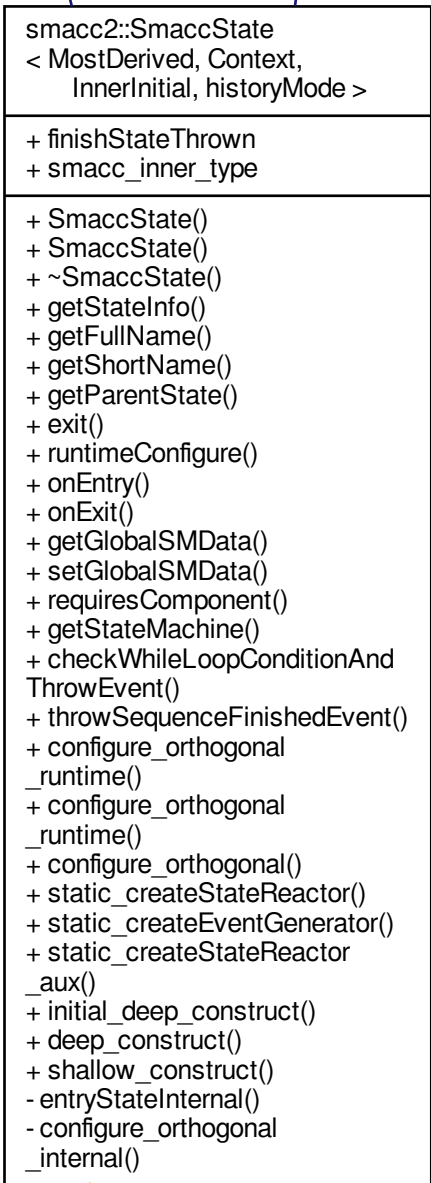 smacc2::SmaccState
< MostDerived, Context,
InnerInitial, historyMode >
+ finishStateThrown
+ smacc_inner_type
+ SmaccState()
+ SmaccState()
+ ~SmaccState()
+ getStateInfo()
+ getFullName()
+ getShortName()
+ getParentState()
+ exit()
+ runtimeConfigure()
+ onEntry()
+ onExit()
+ getGlobalSMData()
+ setGlobalSMData()
+ requiresComponent()
+ getStateMachine()
+ checkWhileLoopConditionAnd
ThrowEvent()
+ throwSequenceFinishedEvent()
+ configure_orthogonal
_runtime()
+ configure_orthogonal
_runtime()
+ configure_orthogonal()
+ static_createStateReactor()
+ static_createEventGenerator()
+ static_createStateReactor
_aux()
+ initial_deep_construct()
+ deep_construct()
+ shallow_construct()
- entryStateInternal()
- configure_orthogonal
_internal()